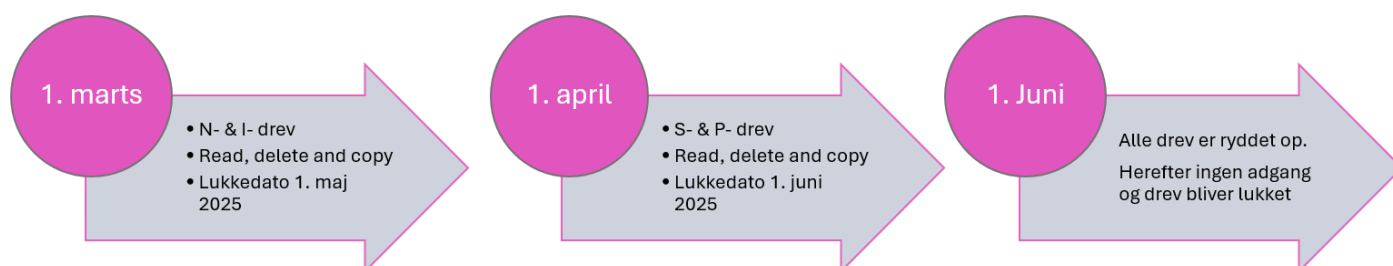 1. marts
• N- & I- drev
• Read, delete and copy
• Lukkedato 1. maj
2025
1. april
• S- & P- drev
• Read, delete and copy
• Lukkedato 1. juni
2025
1. Juni
Alle drev er ryddet op.
Herefter ingen adgang
og drev bliver lukket